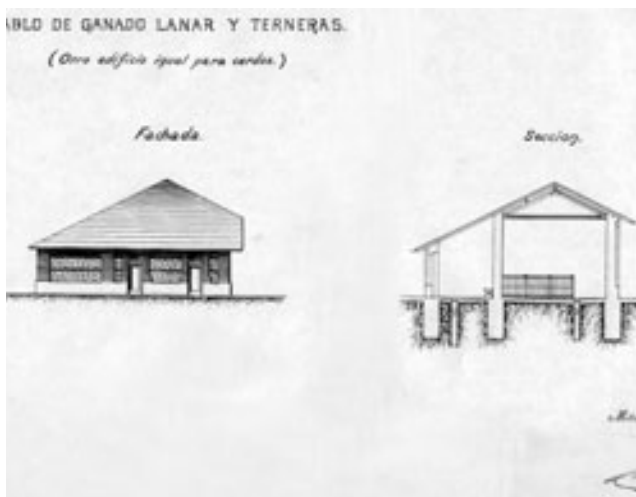 ABLO DE GANADO LANAR Y TERNERAS.
(Otro edificio igual para cerdos.)
Fachada.
Seccion.